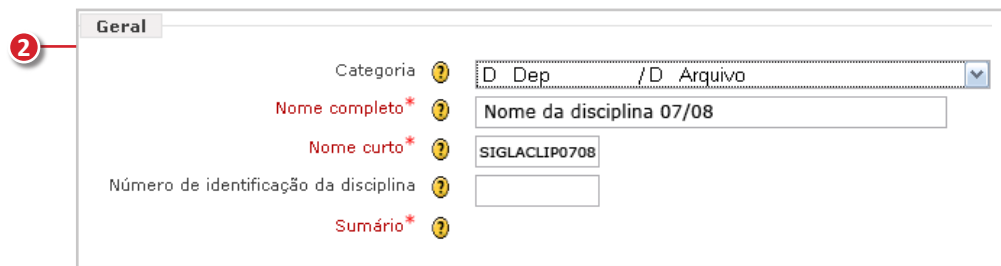 Geral
2
Categoria ? D Dep / D Arquivo
Nome completo* ? Nome da disciplina 07/08
Nome curto* ? SIGLACLIP0708
Número de identificação da disciplina ?
Sumário* ?